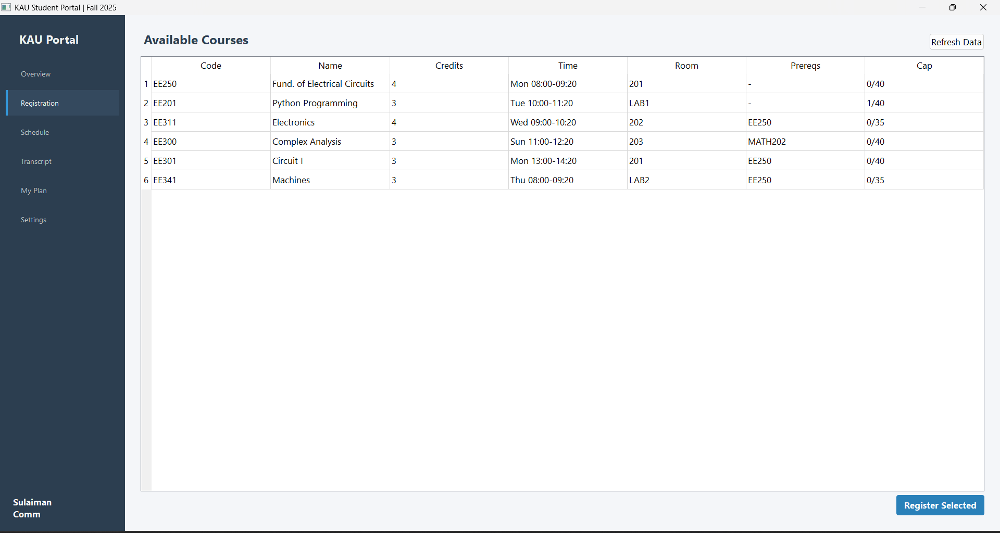 KAU Student Portal | Fall 2025
KAU Portal
Overview
Registration
Schedule
Transcript
My Plan
Settings
Sulaiman
Comm
Available Courses
Refresh Data
Code Name Credits Time Room Prereqs Cap
1 EE250 Fund. of Electrical Circuits 4 Mon 08:00-09:20 201 - 0/40
2 EE201 Python Programming 3 Tue 10:00-11:20 LAB1 - 1/40
3 EE311 Electronics 4 Wed 09:00-10:20 202 EE250 0/35
4 EE300 Complex Analysis 3 Sun 11:00-12:20 203 MATH202 0/40
5 EE301 Circuit I 3 Mon 13:00-14:20 201 EE250 0/40
6 EE341 Machines 3 Thu 08:00-09:20 LAB2 EE250 0/35
Register Selected